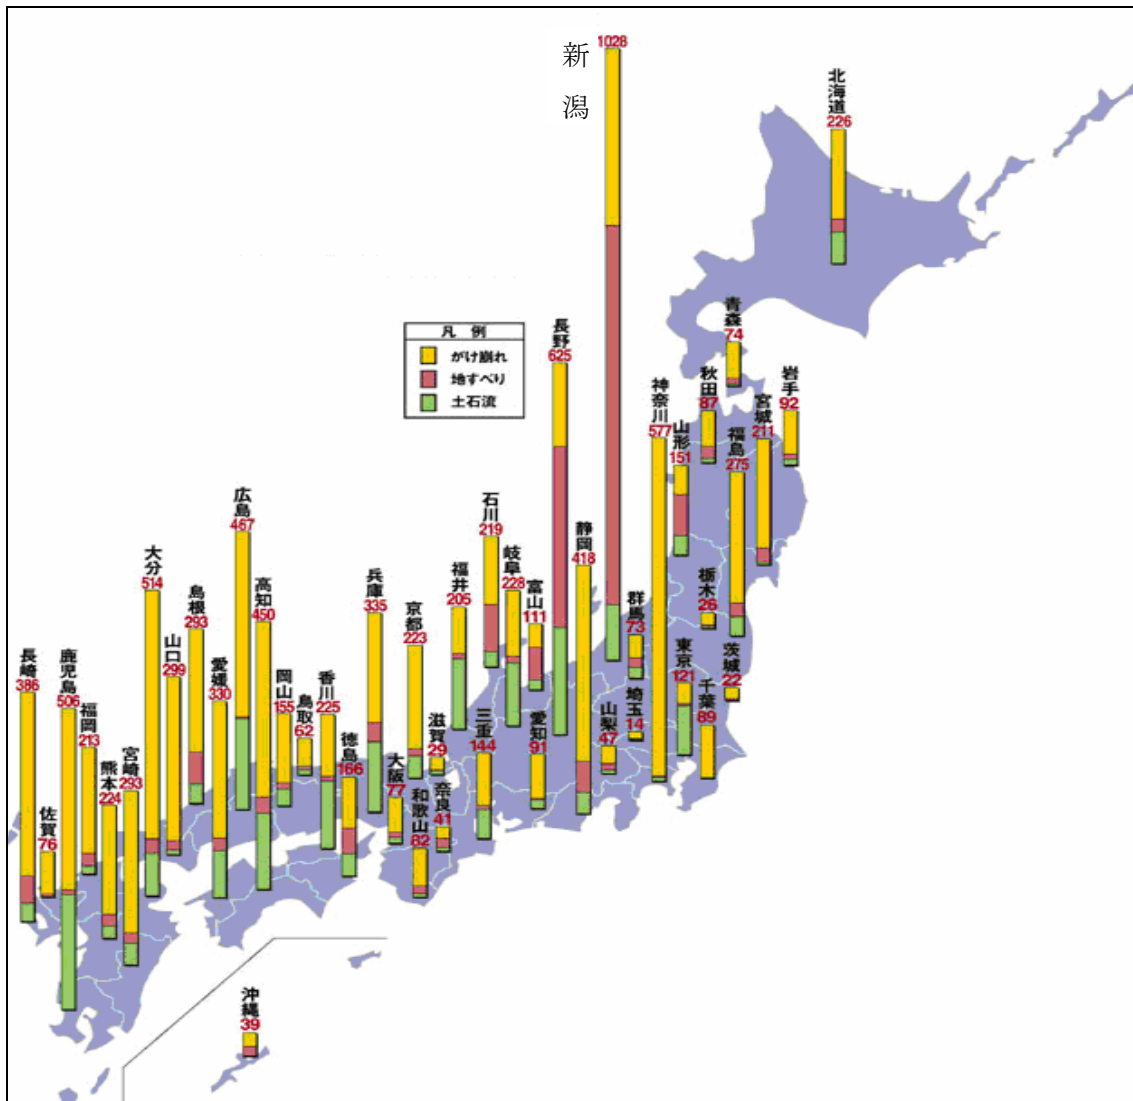 新潟
1028
北海道
226
青森
74
凡 例
がけ崩れ
地すべり
土石流
長野
625
神奈川
577
秋田
87
岩手
92
宮城
211
山形
151
福島
275
石川
219
広島
467
静岡
418
大分
514
岐阜
228
福井
205
富山
111
栃木
26
群馬
73
高知
450
島根
293
兵庫
335
京都
223
山口
299
長崎
386
鹿児島
506
愛媛
330
岡山
155
鳥取
62
香川
225
東京
121
茨城
22
千葉
89
福岡
213
熊本
224
宮崎
293
徳島
166
滋賀
29
三重
144
愛知
91
山梨
47
埼玉
14
大阪
77
和歌山
82
奈良
41
佐賀
76
沖縄
39